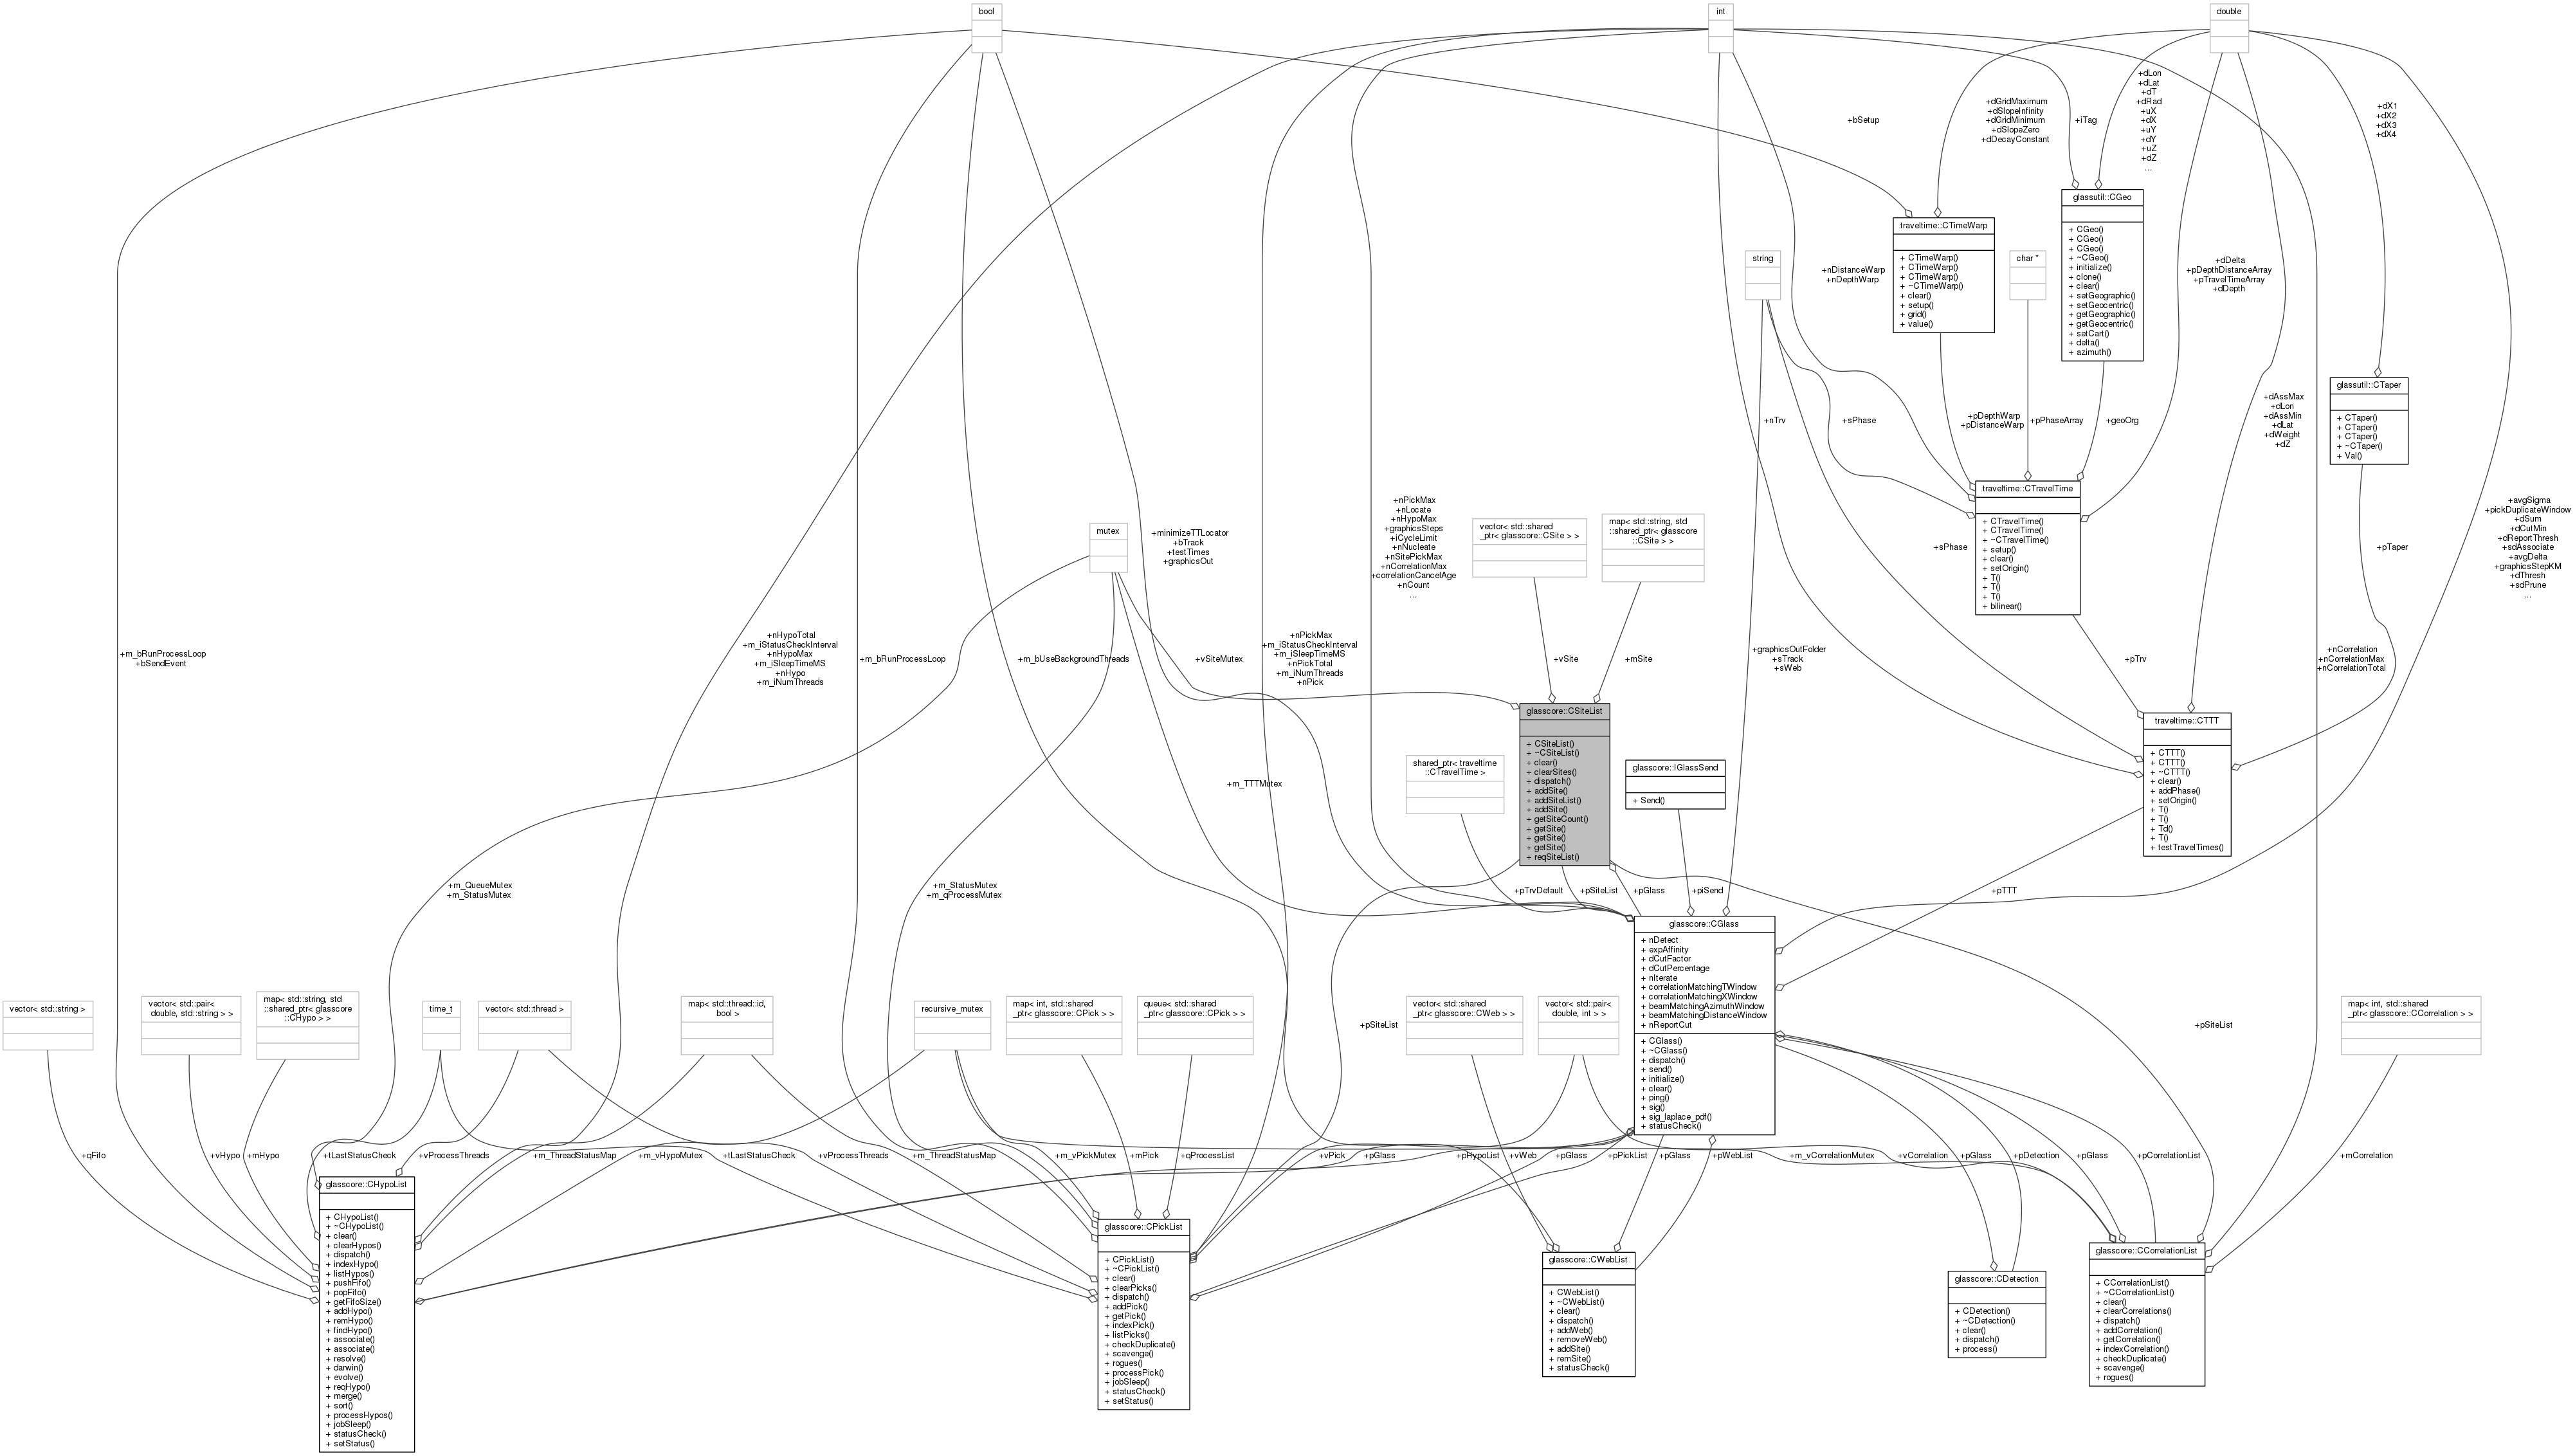 bool
int
double
+dLon
+dLat
+dT
+dRad
+uX
+dX
+uY
+dY
+uZ
+dZ
...
+dGridMaximum
+dSlopeInfinity
+dGridMinimum
+dSlopeZero
+dDecayConstant
+bSetup
+iTag
+dX1
+dX2
+dX3
+dX4
glassutil::CGeo
+ CGeo()
+ CGeo()
+ CGeo()
+ ~CGeo()
+ initialize()
+ clone()
+ clear()
+ setGeographic()
+ setGeocentric()
+ getGeographic()
+ getGeocentric()
+ setCart()
+ delta()
+ azimuth()
traveltime::CTimeWarp
+ CTimeWarp()
+ CTimeWarp()
+ CTimeWarp()
+ ~CTimeWarp()
+ clear()
+ setup()
+ grid()
+ value()
string
char *
+nDistanceWarp
+nDepthWarp
+dDelta
+pDepthDistanceArray
+pTravelTimeArray
+dDepth
glassutil::CTaper
+ CTaper()
+ CTaper()
+ CTaper()
+ ~CTaper()
+ Val()
+dAssMax
+dLon
+dAssMin
+dLat
+dWeight
+dZ
+nTrv
+sPhase
+pDepthWarp
+pDistanceWarp
+pPhaseArray
+geoOrg
traveltime::CTravelTime
+ CTravelTime()
+ CTravelTime()
+ ~CTravelTime()
+ setup()
+ clear()
+ setOrigin()
+ T()
+ T()
+ T()
+ bilinear()
+avgSigma
+pickDuplicateWindow
+dSum
+dCutMin
+dReportThresh
+sdAssociate
+avgDelta
+graphicsStepKM
+dThresh
+sdPrune
...
+nPickMax
+nLocate
+nHypoMax
+graphicsSteps
+iCycleLimit
+nNucleate
+nSitePickMax
+nCorrelationMax
+correlationCancelAge
+nCount
...
mutex
+minimizeTTLocator
+bTrack
+testTimes
+graphicsOut
vector< std::shared
_ptr< glasscore::CSite > >
map< std::string, std
::shared_ptr< glasscore
::CSite > >
+sPhase
+pTaper
+m_bRunProcessLoop
+bSendEvent
+nHypoTotal
+m_iStatusCheckInterval
+nHypoMax
+m_iSleepTimeMS
+nHypo
+m_iNumThreads
+m_bRunProcessLoop
+m_bUseBackgroundThreads
+vSiteMutex
+nPickMax
+m_iStatusCheckInterval
+m_iSleepTimeMS
+nPickTotal
+m_iNumThreads
+nPick
+vSite
+mSite
+graphicsOutFolder
+sTrack
+sWeb
+pTrv
+nCorrelation
+nCorrelationMax
+nCorrelationTotal
glasscore::CSiteList
+ CSiteList()
+ ~CSiteList()
+ clear()
+ clearSites()
+ dispatch()
+ addSite()
+ addSiteList()
+ addSite()
+ getSiteCount()
+ getSite()
+ getSite()
+ getSite()
+ reqSiteList()
traveltime::CTTT
+ CTTT()
+ CTTT()
+ ~CTTT()
+ clear()
+ addPhase()
+ setOrigin()
+ T()
+ T()
+ Td()
+ T()
+ testTravelTimes()
shared_ptr< traveltime
::CTravelTime >
glasscore::IGlassSend
+ Send()
+m_TTTMutex
+m_QueueMutex
+m_StatusMutex
+m_StatusMutex
+m_qProcessMutex
+pTrvDefault
+pSiteList
+pGlass
+piSend
+pTTT
glasscore::CGlass
+ nDetect
+ expAffinity
+ dCutFactor
+ dCutPercentage
+ nIterate
+ correlationMatchingTWindow
+ correlationMatchingXWindow
+ beamMatchingAzimuthWindow
+ beamMatchingDistanceWindow
+ nReportCut
+ CGlass()
+ ~CGlass()
+ dispatch()
+ send()
+ initialize()
+ clear()
+ ping()
+ sig()
+ sig_laplace_pdf()
+ statusCheck()
vector< std::string >
vector< std::pair<
double, std::string > >
map< std::string, std
::shared_ptr< glasscore
::CHypo > >
time_t
vector< std::thread >
map< std::thread::id,
bool >
recursive_mutex
map< int, std::shared
_ptr< glasscore::CPick > >
queue< std::shared
_ptr< glasscore::CPick > >
+pSiteList
vector< std::shared
_ptr< glasscore::CWeb > >
vector< std::pair<
double, int > >
+pSiteList
map< int, std::shared
_ptr< glasscore::CCorrelation > >
+qFifo
+vHypo
+mHypo
+tLastStatusCheck
+vProcessThreads
+m_ThreadStatusMap
+m_vHypoMutex
+tLastStatusCheck
+vProcessThreads
+m_ThreadStatusMap
+m_vPickMutex
+mPick
+qProcessList
+vPick
+pGlass
+pHypoList
+vWeb
+pGlass
+pPickList
+pGlass
+pWebList
+m_vCorrelationMutex
+vCorrelation
+pGlass
+pDetection
+pGlass
+pCorrelationList
+mCorrelation
glasscore::CHypoList
+ CHypoList()
+ ~CHypoList()
+ clear()
+ clearHypos()
+ dispatch()
+ indexHypo()
+ listHypos()
+ pushFifo()
+ popFifo()
+ getFifoSize()
+ addHypo()
+ remHypo()
+ findHypo()
+ associate()
+ associate()
+ resolve()
+ darwin()
+ evolve()
+ reqHypo()
+ merge()
+ sort()
+ processHypos()
+ jobSleep()
+ statusCheck()
+ setStatus()
glasscore::CPickList
+ CPickList()
+ ~CPickList()
+ clear()
+ clearPicks()
+ dispatch()
+ addPick()
+ getPick()
+ indexPick()
+ listPicks()
+ checkDuplicate()
+ scavenge()
+ rogues()
+ processPick()
+ jobSleep()
+ statusCheck()
+ setStatus()
glasscore::CWebList
+ CWebList()
+ ~CWebList()
+ clear()
+ dispatch()
+ addWeb()
+ removeWeb()
+ addSite()
+ remSite()
+ statusCheck()
glasscore::CDetection
+ CDetection()
+ ~CDetection()
+ clear()
+ dispatch()
+ process()
glasscore::CCorrelationList
+ CCorrelationList()
+ ~CCorrelationList()
+ clear()
+ clearCorrelations()
+ dispatch()
+ addCorrelation()
+ getCorrelation()
+ indexCorrelation()
+ checkDuplicate()
+ scavenge()
+ rogues()